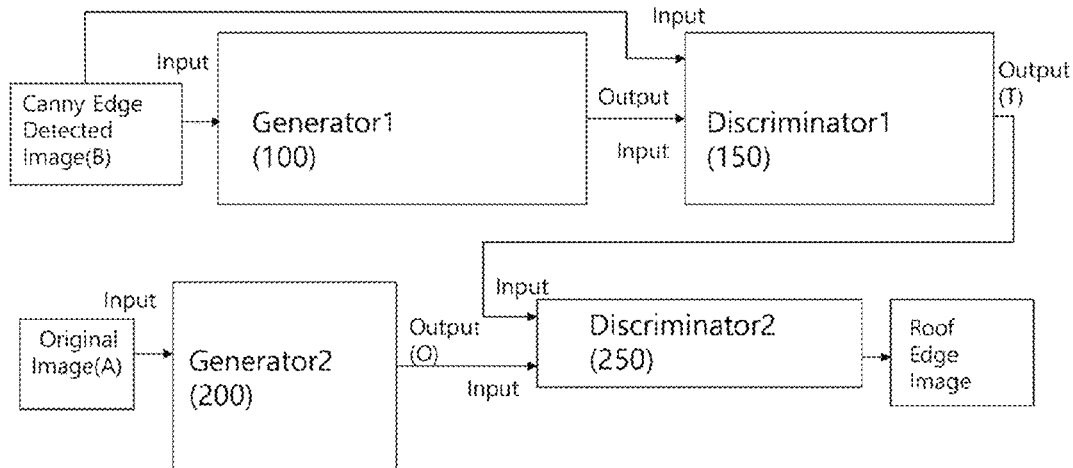 Input
Input
Canny Edge
Detected
Image(B)
Generator1
(100)
Output
Input
Discriminator1
(150)
Output
(T)
Input
Original
Image(A)
Generator2
(200)
Output
(O)
Input
Input
Discriminator2
(250)
Roof
Edge
Image